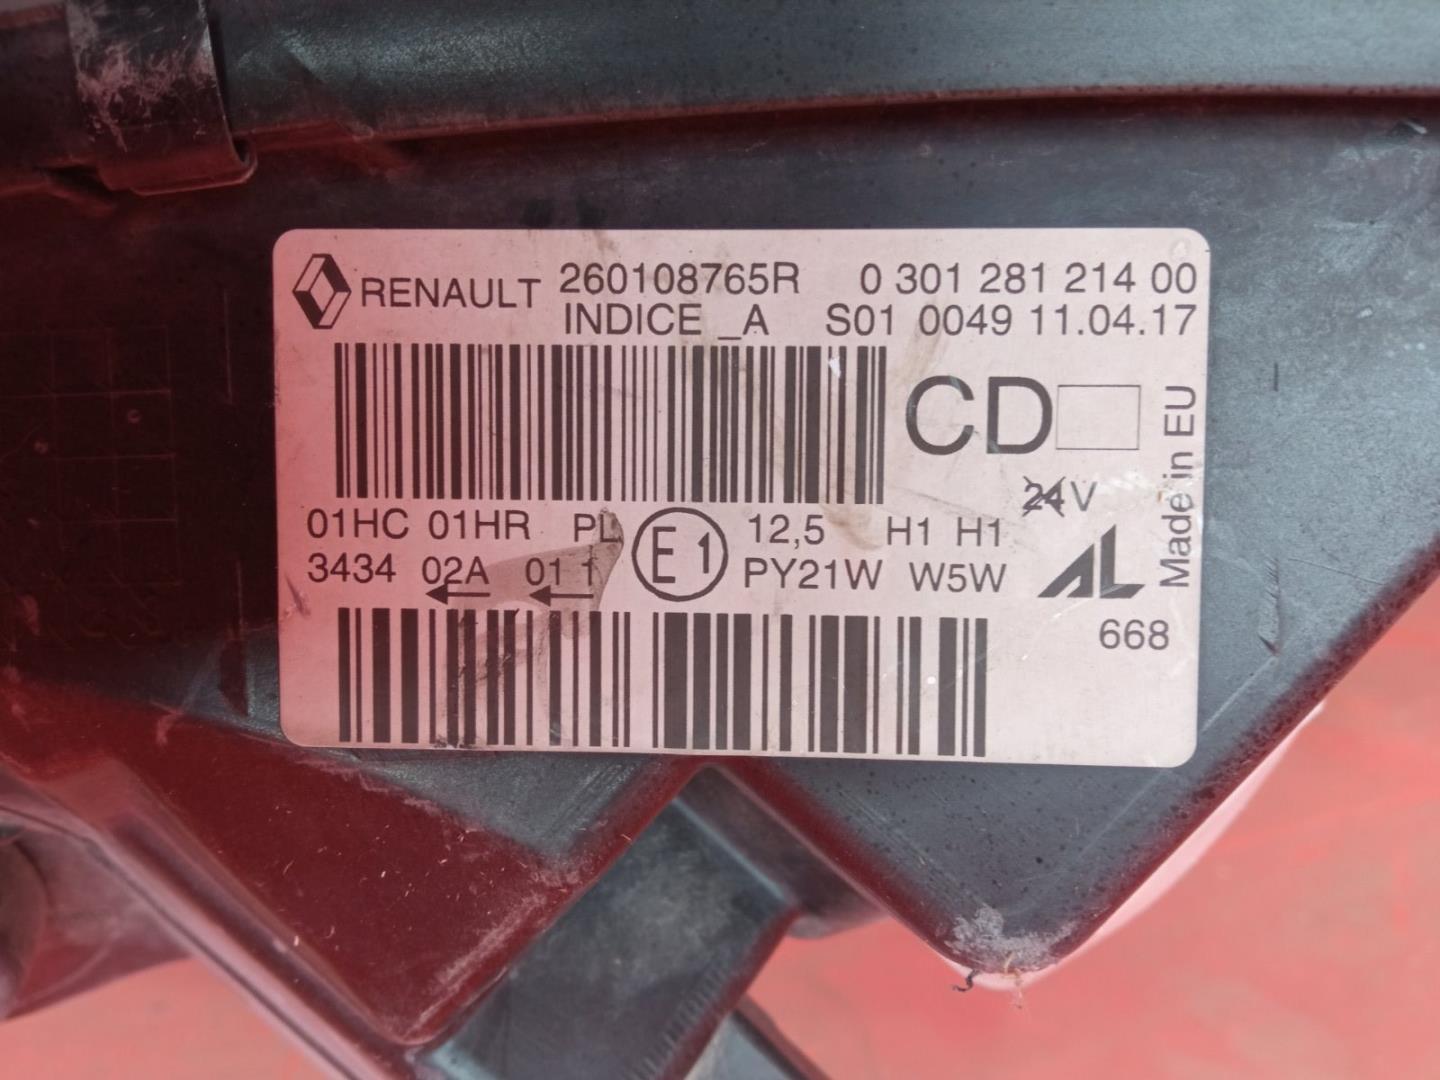 RENAULT 260108765R 0 301 281 214 00
INDICE _A S01 0049 11.04.17
CD
Made in EU
24V
01HC 01HR PL E1 12,5 H1 H1
3434 02A 01 1 PY21W W5W AL
668